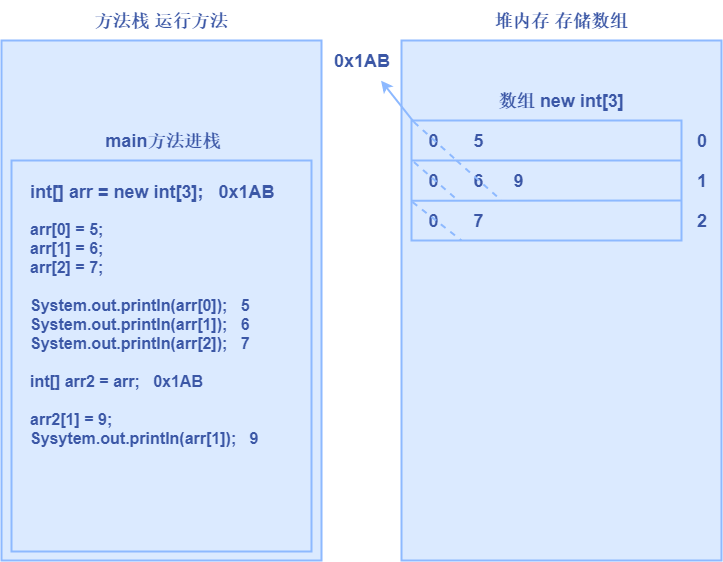 方法栈 运行方法
main方法进栈
int[] arr = new int[3]; 0x1AB
arr[0] = 5;
arr[1] = 6;
arr[2] = 7;
System.out.println(arr[0]); 5
System.out.println(arr[1]); 6
System.out.println(arr[2]); 7
int[] arr2 = arr; 0x1AB
arr2[1] = 9;
Sysytem.out.println(arr[1]); 9
0x1AB
堆内存 存储数组
数组 new int[3]
0 5 0
0 6 9 1
0 7 2